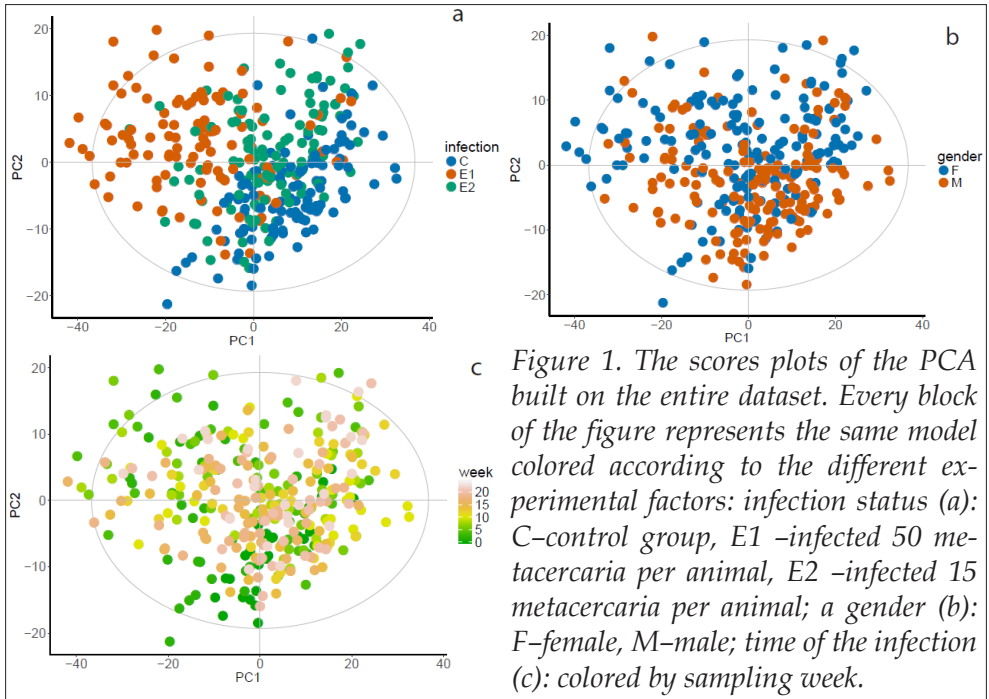 a
20
10
0
−10
−20
PC2
−40
−20
0
20
40
PC1
infection
C
E1
E2
b
20
10
0
−10
−20
PC2
−40
−20
0
20
40
PC1
gender
F
M
c
20
10
0
−10
−20
PC2
−40
−20
0
20
40
PC1
week
20
15
10
5
0
Figure 1. The scores plots of the PCA
built on the entire dataset. Every block
of the figure represents the same model
colored according to the different ex-
perimental factors: infection status (a):
C–control group, E1 –infected 50 me-
tacercaria per animal, E2 –infected 15
metacercaria per animal; a gender (b):
F–female, M–male; time of the infection
(c): colored by sampling week.